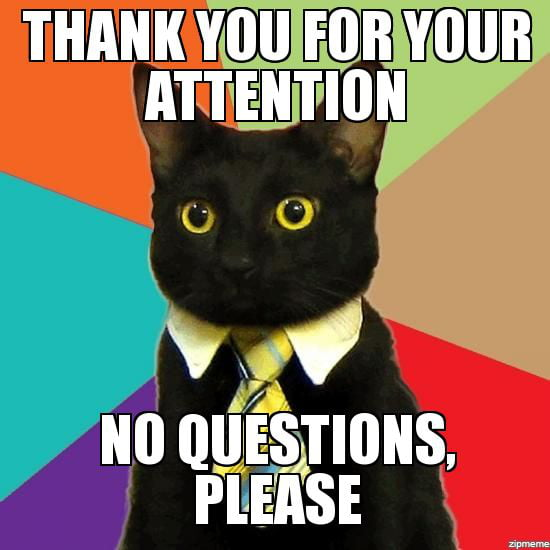 THANK YOU FOR YOUR
ATTENTION
NO QUESTIONS,
PLEASE
zipmeme